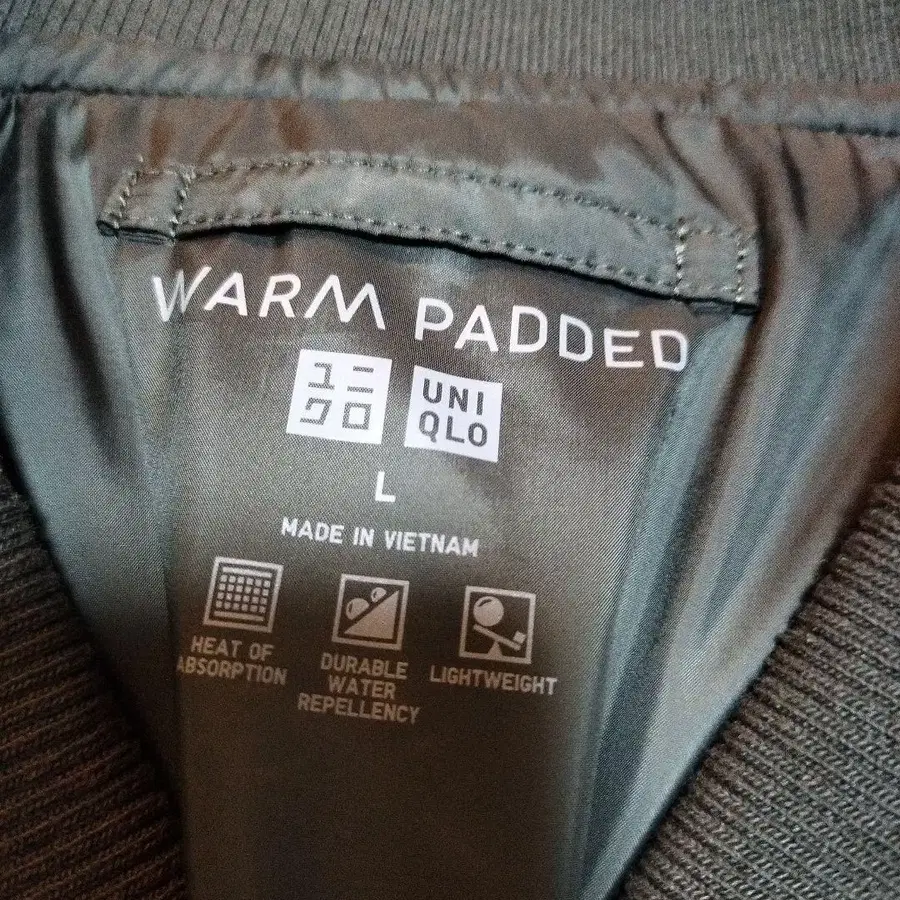 WARM PADDED
ユニ
クロ
UNI
QLO
L
MADE IN VIETNAM
HEAT OF
ABSORPTION
DURABLE
WATER
REPELLENCY
LIGHTWEIGHT